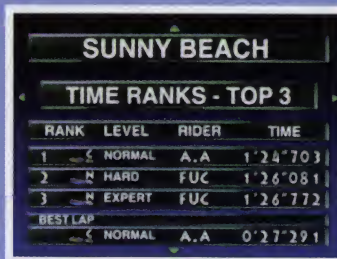 SUNNY BEACH
TIME RANKS - TOP 3
RANK LEVEL RIDER TIME
1 NORMAL A.A 1'24"703
2 N HARD FUC 1'26"081
3 N EXPERT FUC 1'26"772
BEST LAP
NORMAL A.A 0'27"291